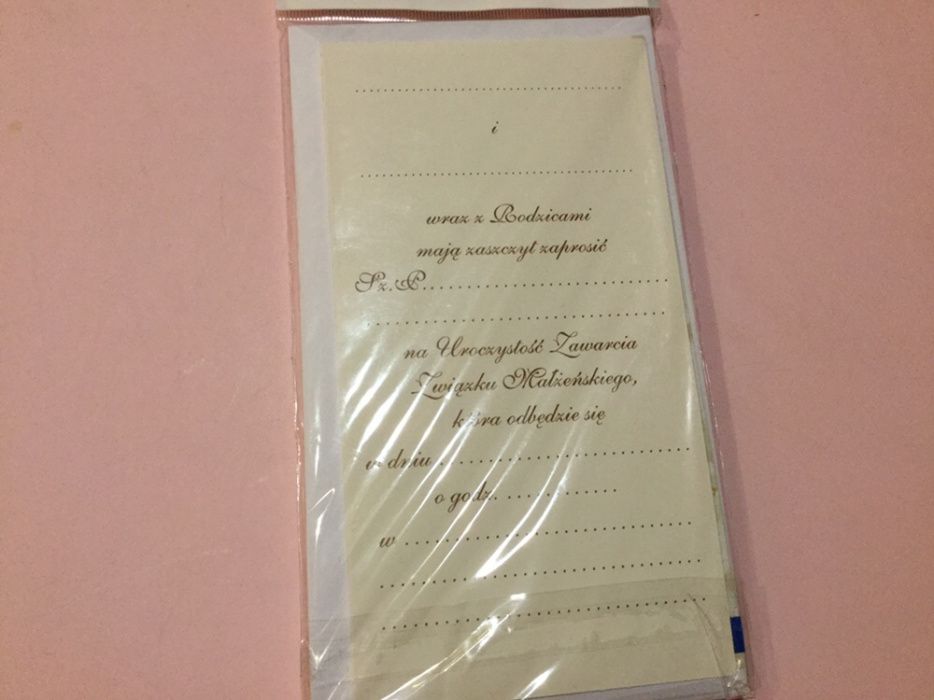 ........................................
i
........................................
wraz z Rodzicami
mają zaszczyt zaprosić
Sz.P....................................
........................................
na Uroczystość Zawarcia
Związku Małżeńskiego,
która odbędzie się
w dniu..................................
o godz..............
w.......................................
........................................
........................................